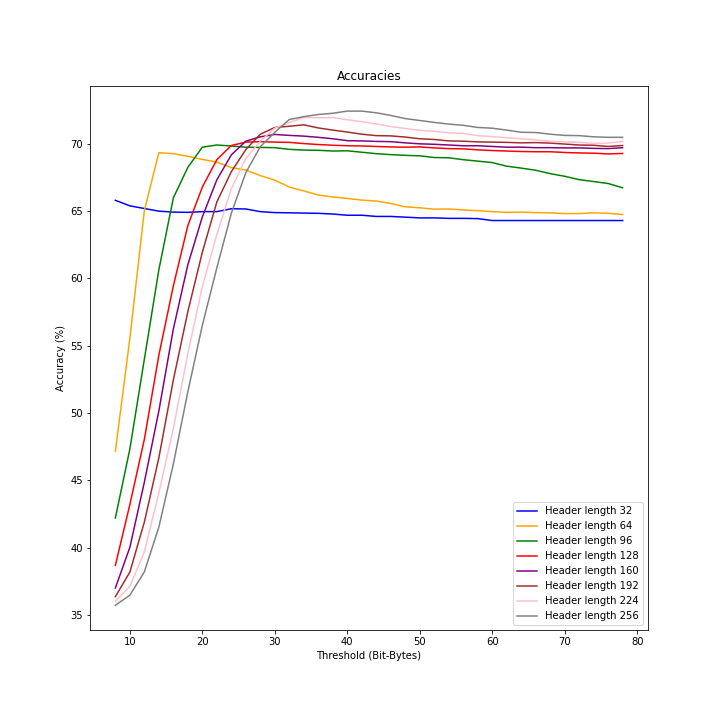 Accuracies
Accuracy (%)
70
65
60
55
50
45
40
35
10 20 30 40 50 60 70 80
Threshold (Bit-Bytes)
Header length 32
Header length 64
Header length 96
Header length 128
Header length 160
Header length 192
Header length 224
Header length 256